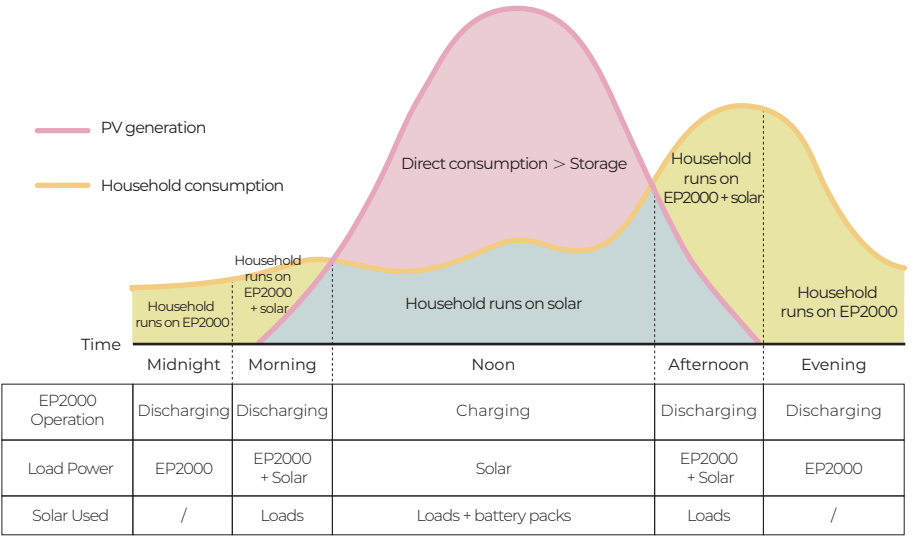 PV generation
Household consumption
Direct consumption > Storage
Household
runs on
EP2000 + solar
Household
runs on
EP2000
+ solar
Household
runs on EP2000
Household runs on solar
Household
runs on EP2000
Time
Midnight Morning Noon Afternoon Evening
EP2000
Operation
Discharging Discharging Charging Discharging Discharging
Load Power
EP2000
EP2000
+ Solar
Solar
EP2000
+ Solar
EP2000
Solar Used / Loads Loads + battery packs Loads /